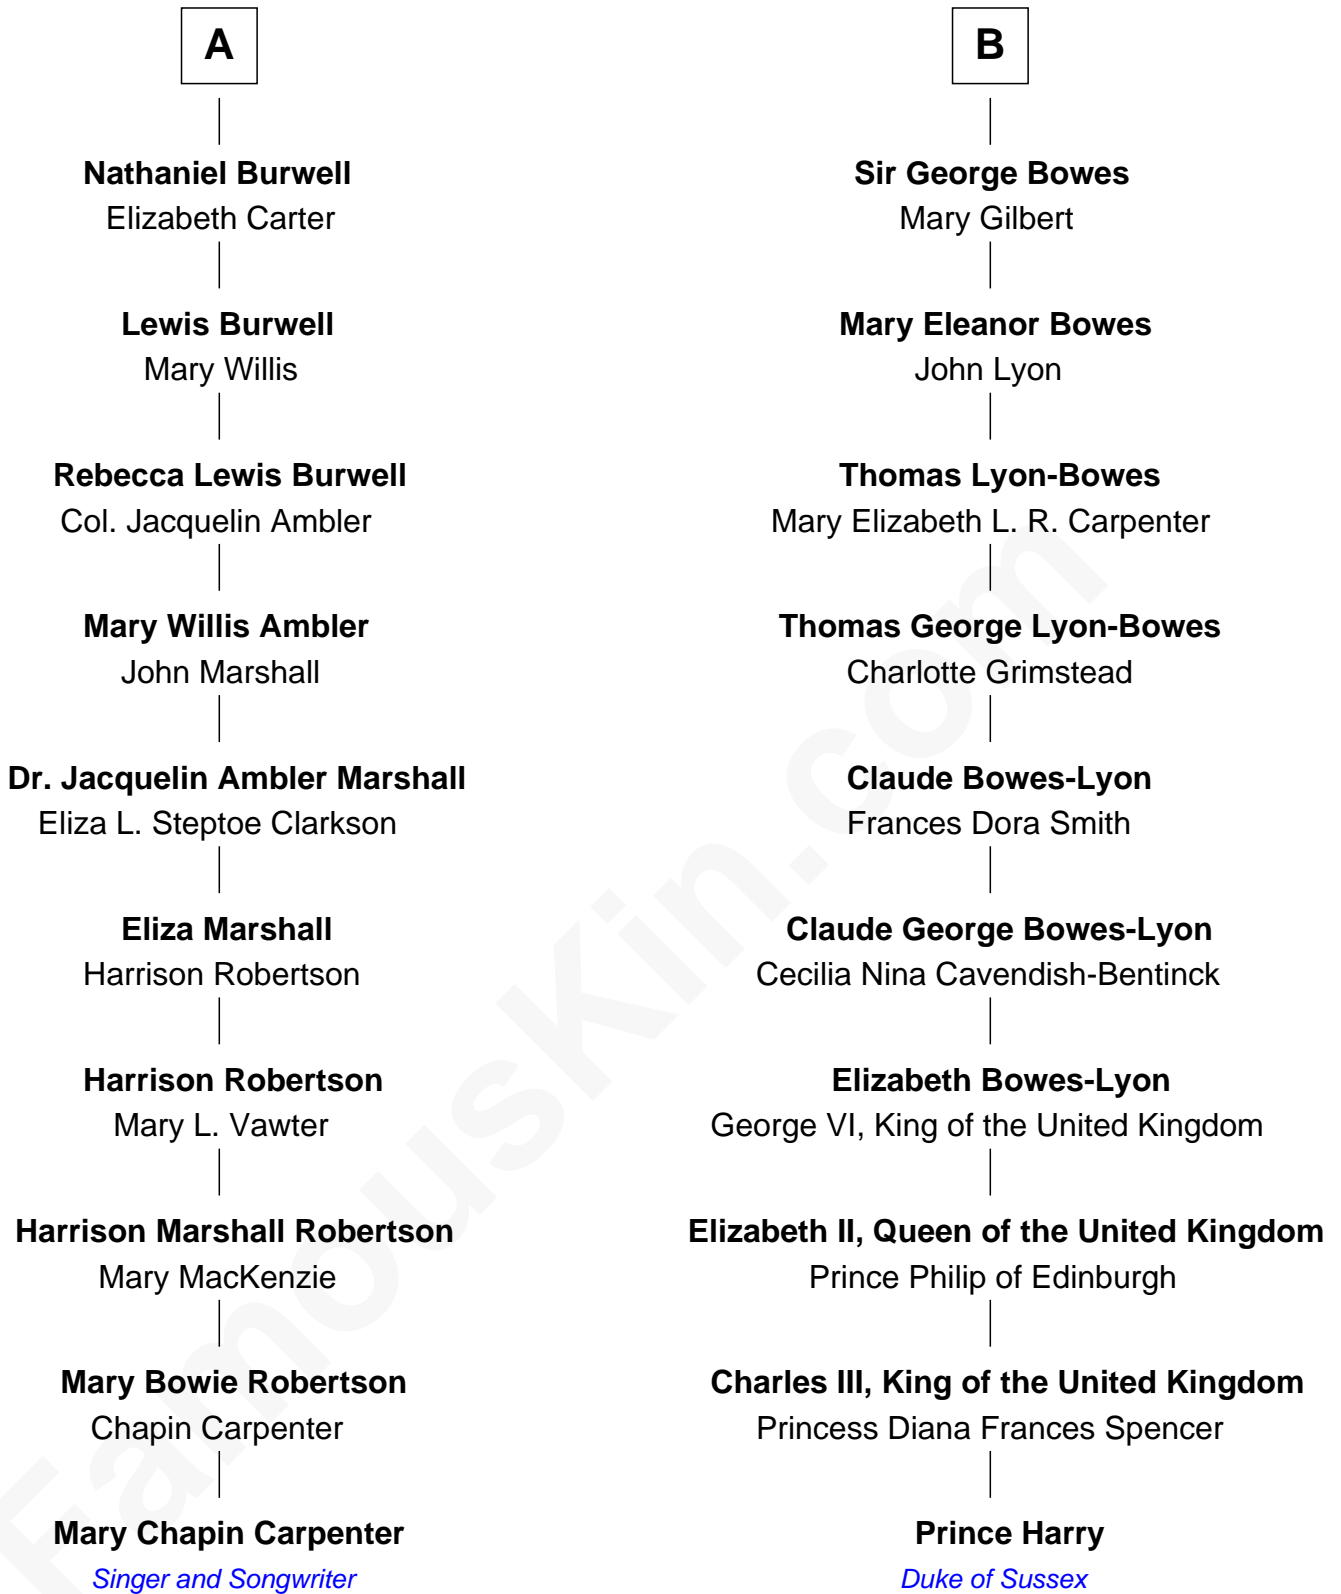 A
Nathaniel Burwell
Elizabeth Carter
Lewis Burwell
Mary Willis
Rebecca Lewis Burwell
Col. Jacquelin Ambler
Mary Willis Ambler
John Marshall
Dr. Jacquelin Ambler Marshall
Eliza L. Steptoe Clarkson
Eliza Marshall
Harrison Robertson
Harrison Robertson
Mary L. Vawter
Harrison Marshall Robertson
Mary MacKenzie
Mary Bowie Robertson
Chapin Carpenter
Mary Chapin Carpenter
Singer and Songwriter
B
Sir George Bowes
Mary Gilbert
Mary Eleanor Bowes
John Lyon
Thomas Lyon-Bowes
Mary Elizabeth L. R. Carpenter
Thomas George Lyon-Bowes
Charlotte Grimstead
Claude Bowes-Lyon
Frances Dora Smith
Claude George Bowes-Lyon
Cecilia Nina Cavendish-Bentinck
Elizabeth Bowes-Lyon
George VI, King of the United Kingdom
Elizabeth II, Queen of the United Kingdom
Prince Philip of Edinburgh
Charles III, King of the United Kingdom
Princess Diana Frances Spencer
Prince Harry
Duke of Sussex
FamousKin.com